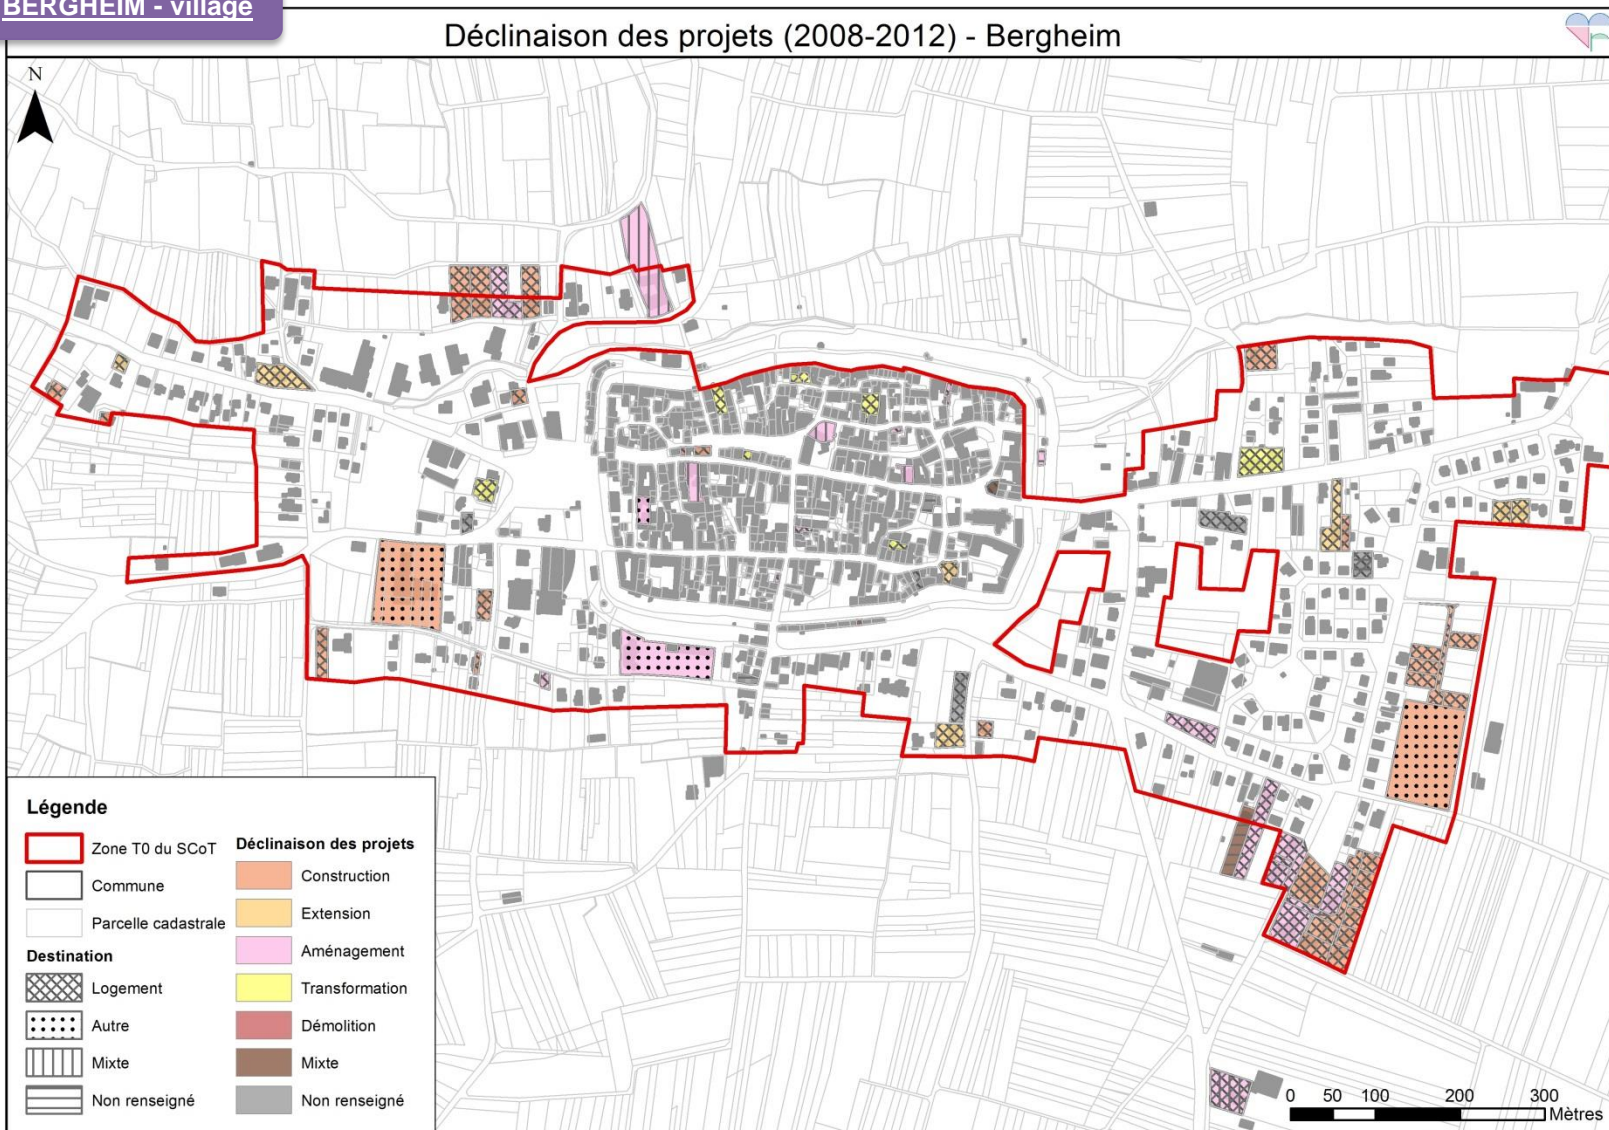 BERGHEIM - village
Déclinaison des projets (2008-2012) - Bergheim
N
Légende
Zone T0 du SCoT
Commune
Parcelle cadastrale
Destination
Logement
Autre
Mixte
Non renseigné
Déclinaison des projets
Construction
Extension
Aménagement
Transformation
Démolition
Mixte
Non renseigné
0 50 100 200 300
Mètres